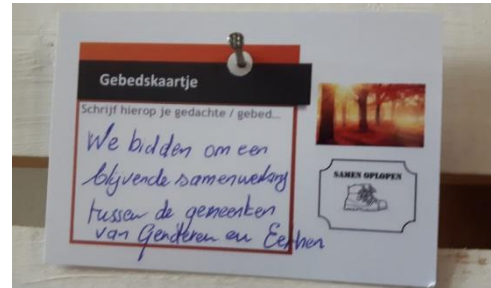 Gebedskaartje
Schrijf hierop je gedachte / gebed...
We bidden om een
blijvende samenwerking
tussen de gemeenten
van Genderen en Eethen
SAMEN OPLOPEN